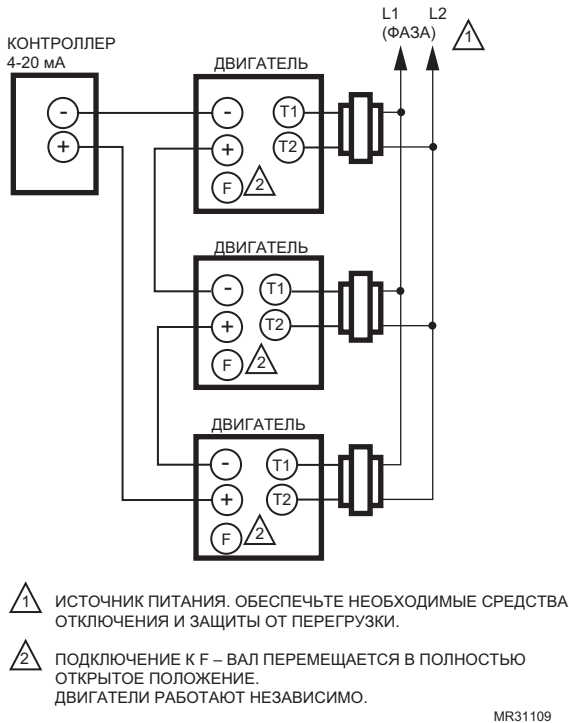 L1 L2
(ФАЗА) 1
КОНТРОЛЛЕР
4-20 мА
ДВИГАТЕЛЬ
- - T1
+ + T2
F 2
ДВИГАТЕЛЬ
- T1
+ T2
F 2
ДВИГАТЕЛЬ
- T1
+ T2
F 2
1 ИСТОЧНИК ПИТАНИЯ. ОБЕСПЕЧЬТЕ НЕОБХОДИМЫЕ СРЕДСТВА
ОТКЛЮЧЕНИЯ И ЗАЩИТЫ ОТ ПЕРЕГРУЗКИ.
2 ПОДКЛЮЧЕНИЕ К F – ВАЛ ПЕРЕМЕЩАЕТСЯ В ПОЛНОСТЬЮ
ОТКРЫТОЕ ПОЛОЖЕНИЕ.
ДВИГАТЕЛИ РАБОТАЮТ НЕЗАВИСИМО.
MR31109